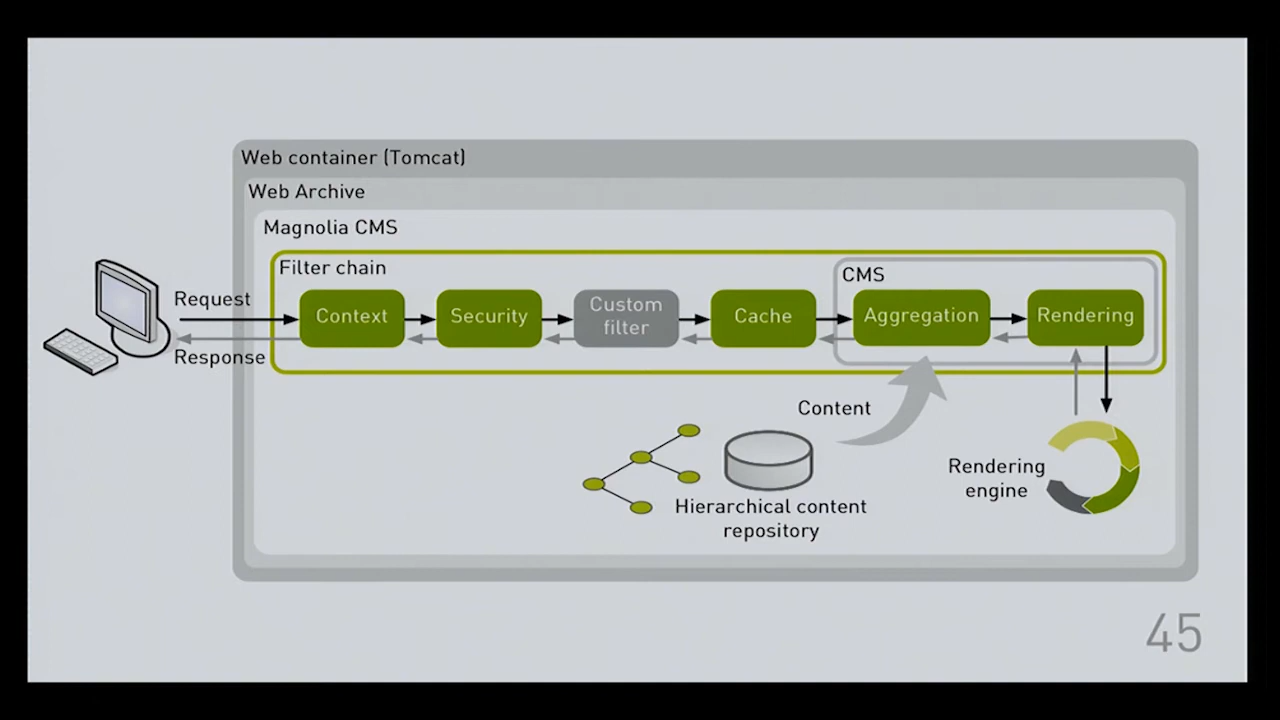 Web container (Tomcat)
Web Archive
Magnolia CMS
Filter chain
CMS
Request
Response
Context
Security
Custom
filter
Cache
Aggregation
Rendering
Content
Hierarchical content
repository
Rendering
engine
45